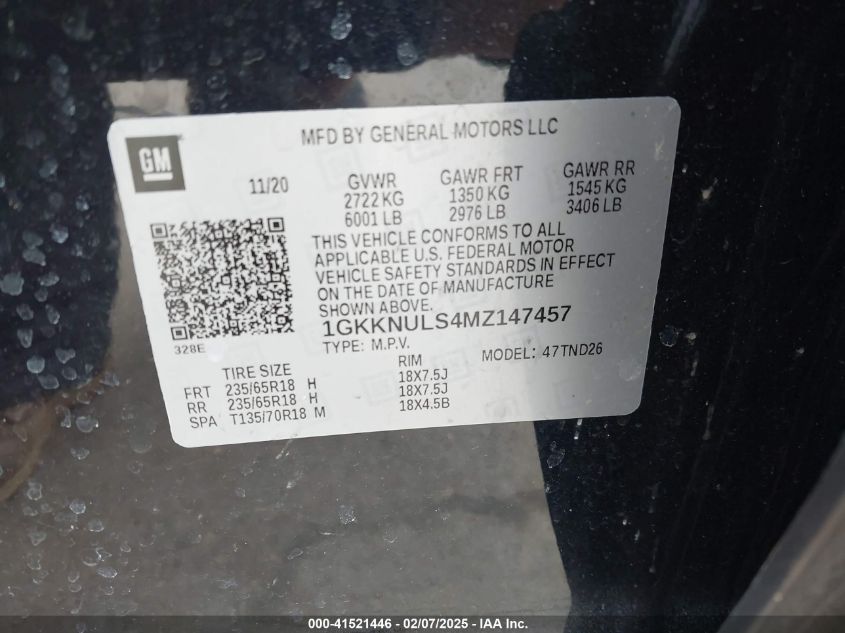 MFD BY GENERAL MOTORS LLC
GM
11/20
GVWR GAWR FRT GAWR RR
2722 KG 1350 KG 1545 KG
6001 LB 2976 LB 3406 LB
THIS VEHICLE CONFORMS TO ALL
APPLICABLE U.S. FEDERAL MOTOR
VEHICLE SAFETY STANDARDS IN EFFECT
ON THE DATE OF MANUFACTURE
SHOWN ABOVE.
1GKKNULS4MZ147457
328E
TYPE: M.P.V. MODEL: 47TND26
TIRE SIZE RIM
FRT 235/65R18 H 18X7.5J
RR 235/65R18 H 18X7.5J
SPA T135/70R18 M 18X4.5B
000-41521446 - 02/07/2025 - IAA Inc.